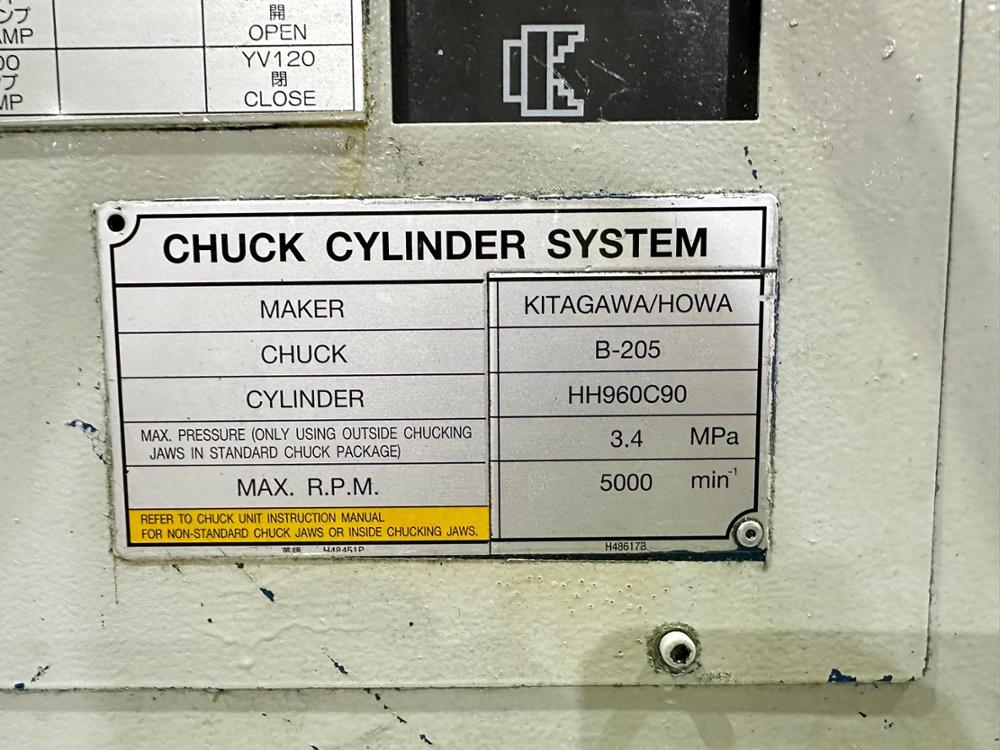 開
ンプ
AMP
OPEN
YV120
00
閉
プ
MP
CLOSE
CHUCK CYLINDER SYSTEM
MAKER KITAGAWA/HOWA
CHUCK B-205
CYLINDER HH960C90
MAX. PRESSURE (ONLY USING OUTSIDE CHUCKING
JAWS IN STANDARD CHUCK PACKAGE)
3.4 MPa
MAX. R.P.M. 5000 min⁻¹
REFER TO CHUCK UNIT INSTRUCTION MANUAL
FOR NON-STANDARD CHUCK JAWS OR INSIDE CHUCKING JAWS.
H48617B